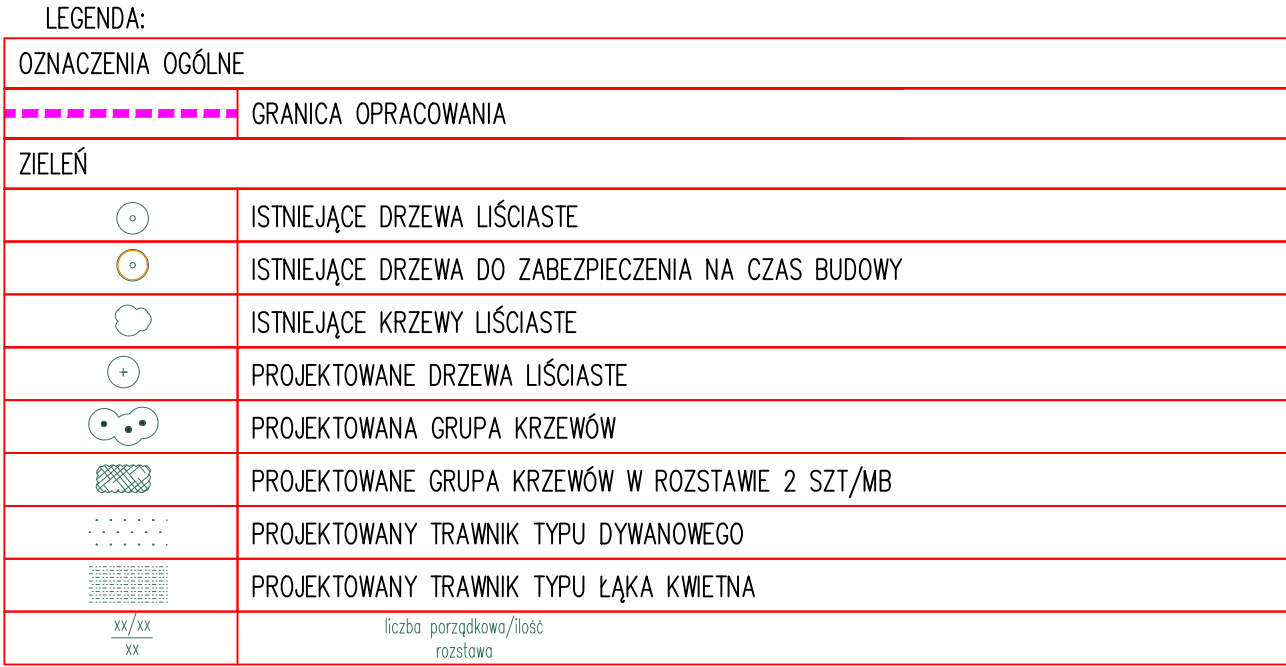 LEGENDA:
OZNACZENIA OGÓLNE
GRANICA OPRACOWANIA
ZIELEŃ
ISTNIEJĄCE DRZEWA LIŚCIASTE
ISTNIEJĄCE DRZEWA DO ZABEZPIECZENIA NA CZAS BUDOWY
ISTNIEJĄCE KRZEWY LIŚCIASTE
PROJEKTOWANE DRZEWA LIŚCIASTE
PROJEKTOWANA GRUPA KRZEWÓW
PROJEKTOWANE GRUPA KRZEWÓW W ROZSTAWIE 2 SZT/MB
PROJEKTOWANY TRAWNIK TYPU DYWANOWEGO
PROJEKTOWANY TRAWNIK TYPU ŁĄKA KWIETNA
xx/xx liczba porządkowa/ilość
xx rozstawa